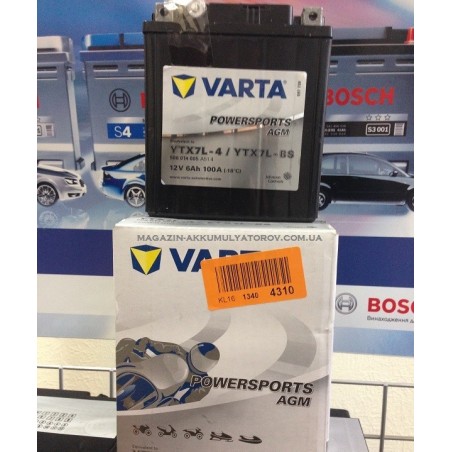 VARTA
POWERSPORTS
AGM
YTX7L-4 / YTX7L-BS
12V 6Ah 100A (-18°C)
S4
BOSCH
S3 001
MAGAZIN-AKKUMULYATOROV.COM.UA
VARTA
KL16 1340 4310
BOSCH
POWERSPORTS
AGM